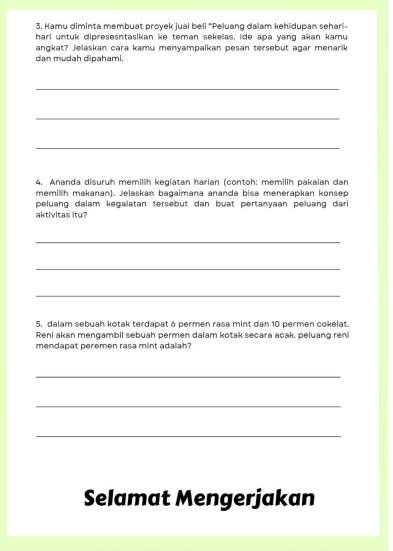 3. Kamu diminta membuat proyek jual beli "Peluang dalam kehidupan sehari-
hari untuk dipresesntasikan ke teman sekelas. Ide apa yang akan kamu
angkat? Jelaskan cara kamu menyampaikan pesan tersebut agar menarik
dan mudah dipahami.
4. Ananda disuruh memilih kegiatan harian (contoh: memilih pakaian dan
memilih makanan). Jelaskan bagaimana ananda bisa menerapkan konsep
peluang dalam kegaiatan tersebut dan buat pertanyaan peluang dari
aktivitas itu?
5. dalam sebuah kotak terdapat 6 permen rasa mint dan 10 permen cokelat.
Reni akan mengambil sebuah permen dalam kotak secara acak. peluang reni
mendapat peremen rasa mint adalah?
Selamat Mengerjakan